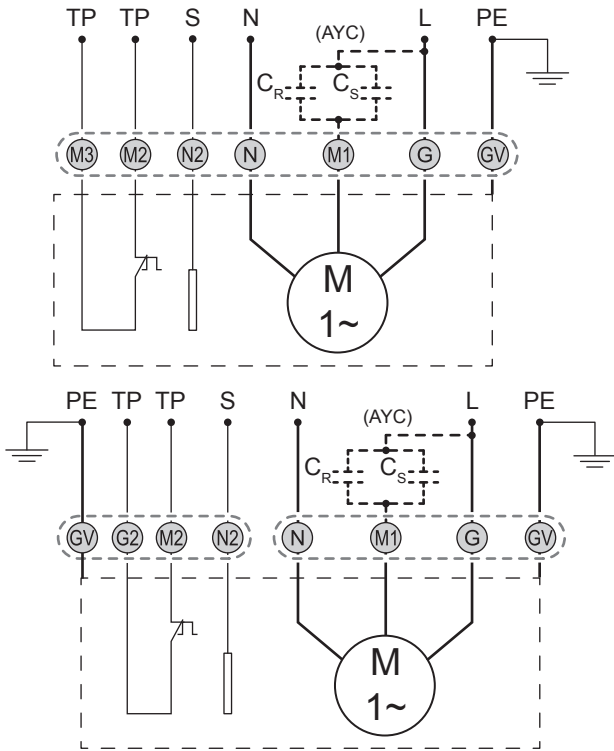 TP TP S N (AYC) L PE
CR CS
M3 M2 N2 N M1 G GV
M
1~
PE TP TP S N (AYC) L PE
CR CS
GV G2 M2 N2 N M1 G GV
M
1~